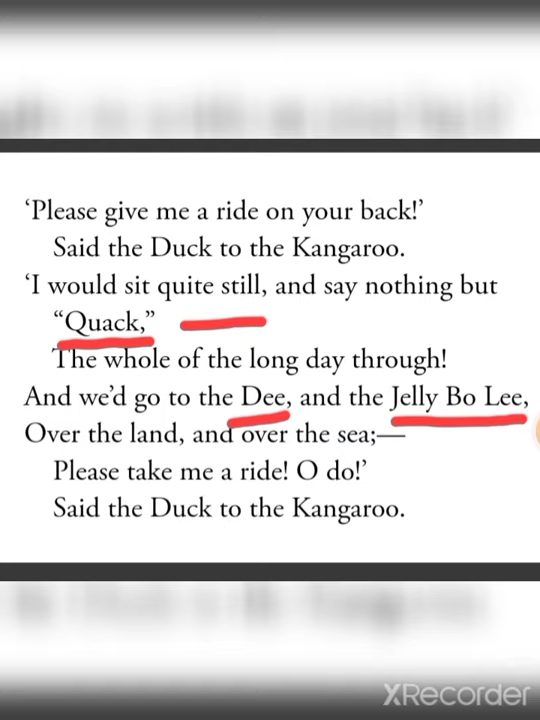 ‘Please give me a ride on your back!’
Said the Duck to the Kangaroo.
‘I would sit quite still, and say nothing but
“Quack,”
The whole of the long day through!
And we’d go to the Dee, and the Jelly Bo Lee,
Over the land, and over the sea;—
Please take me a ride! O do!’
Said the Duck to the Kangaroo.
XRecorder